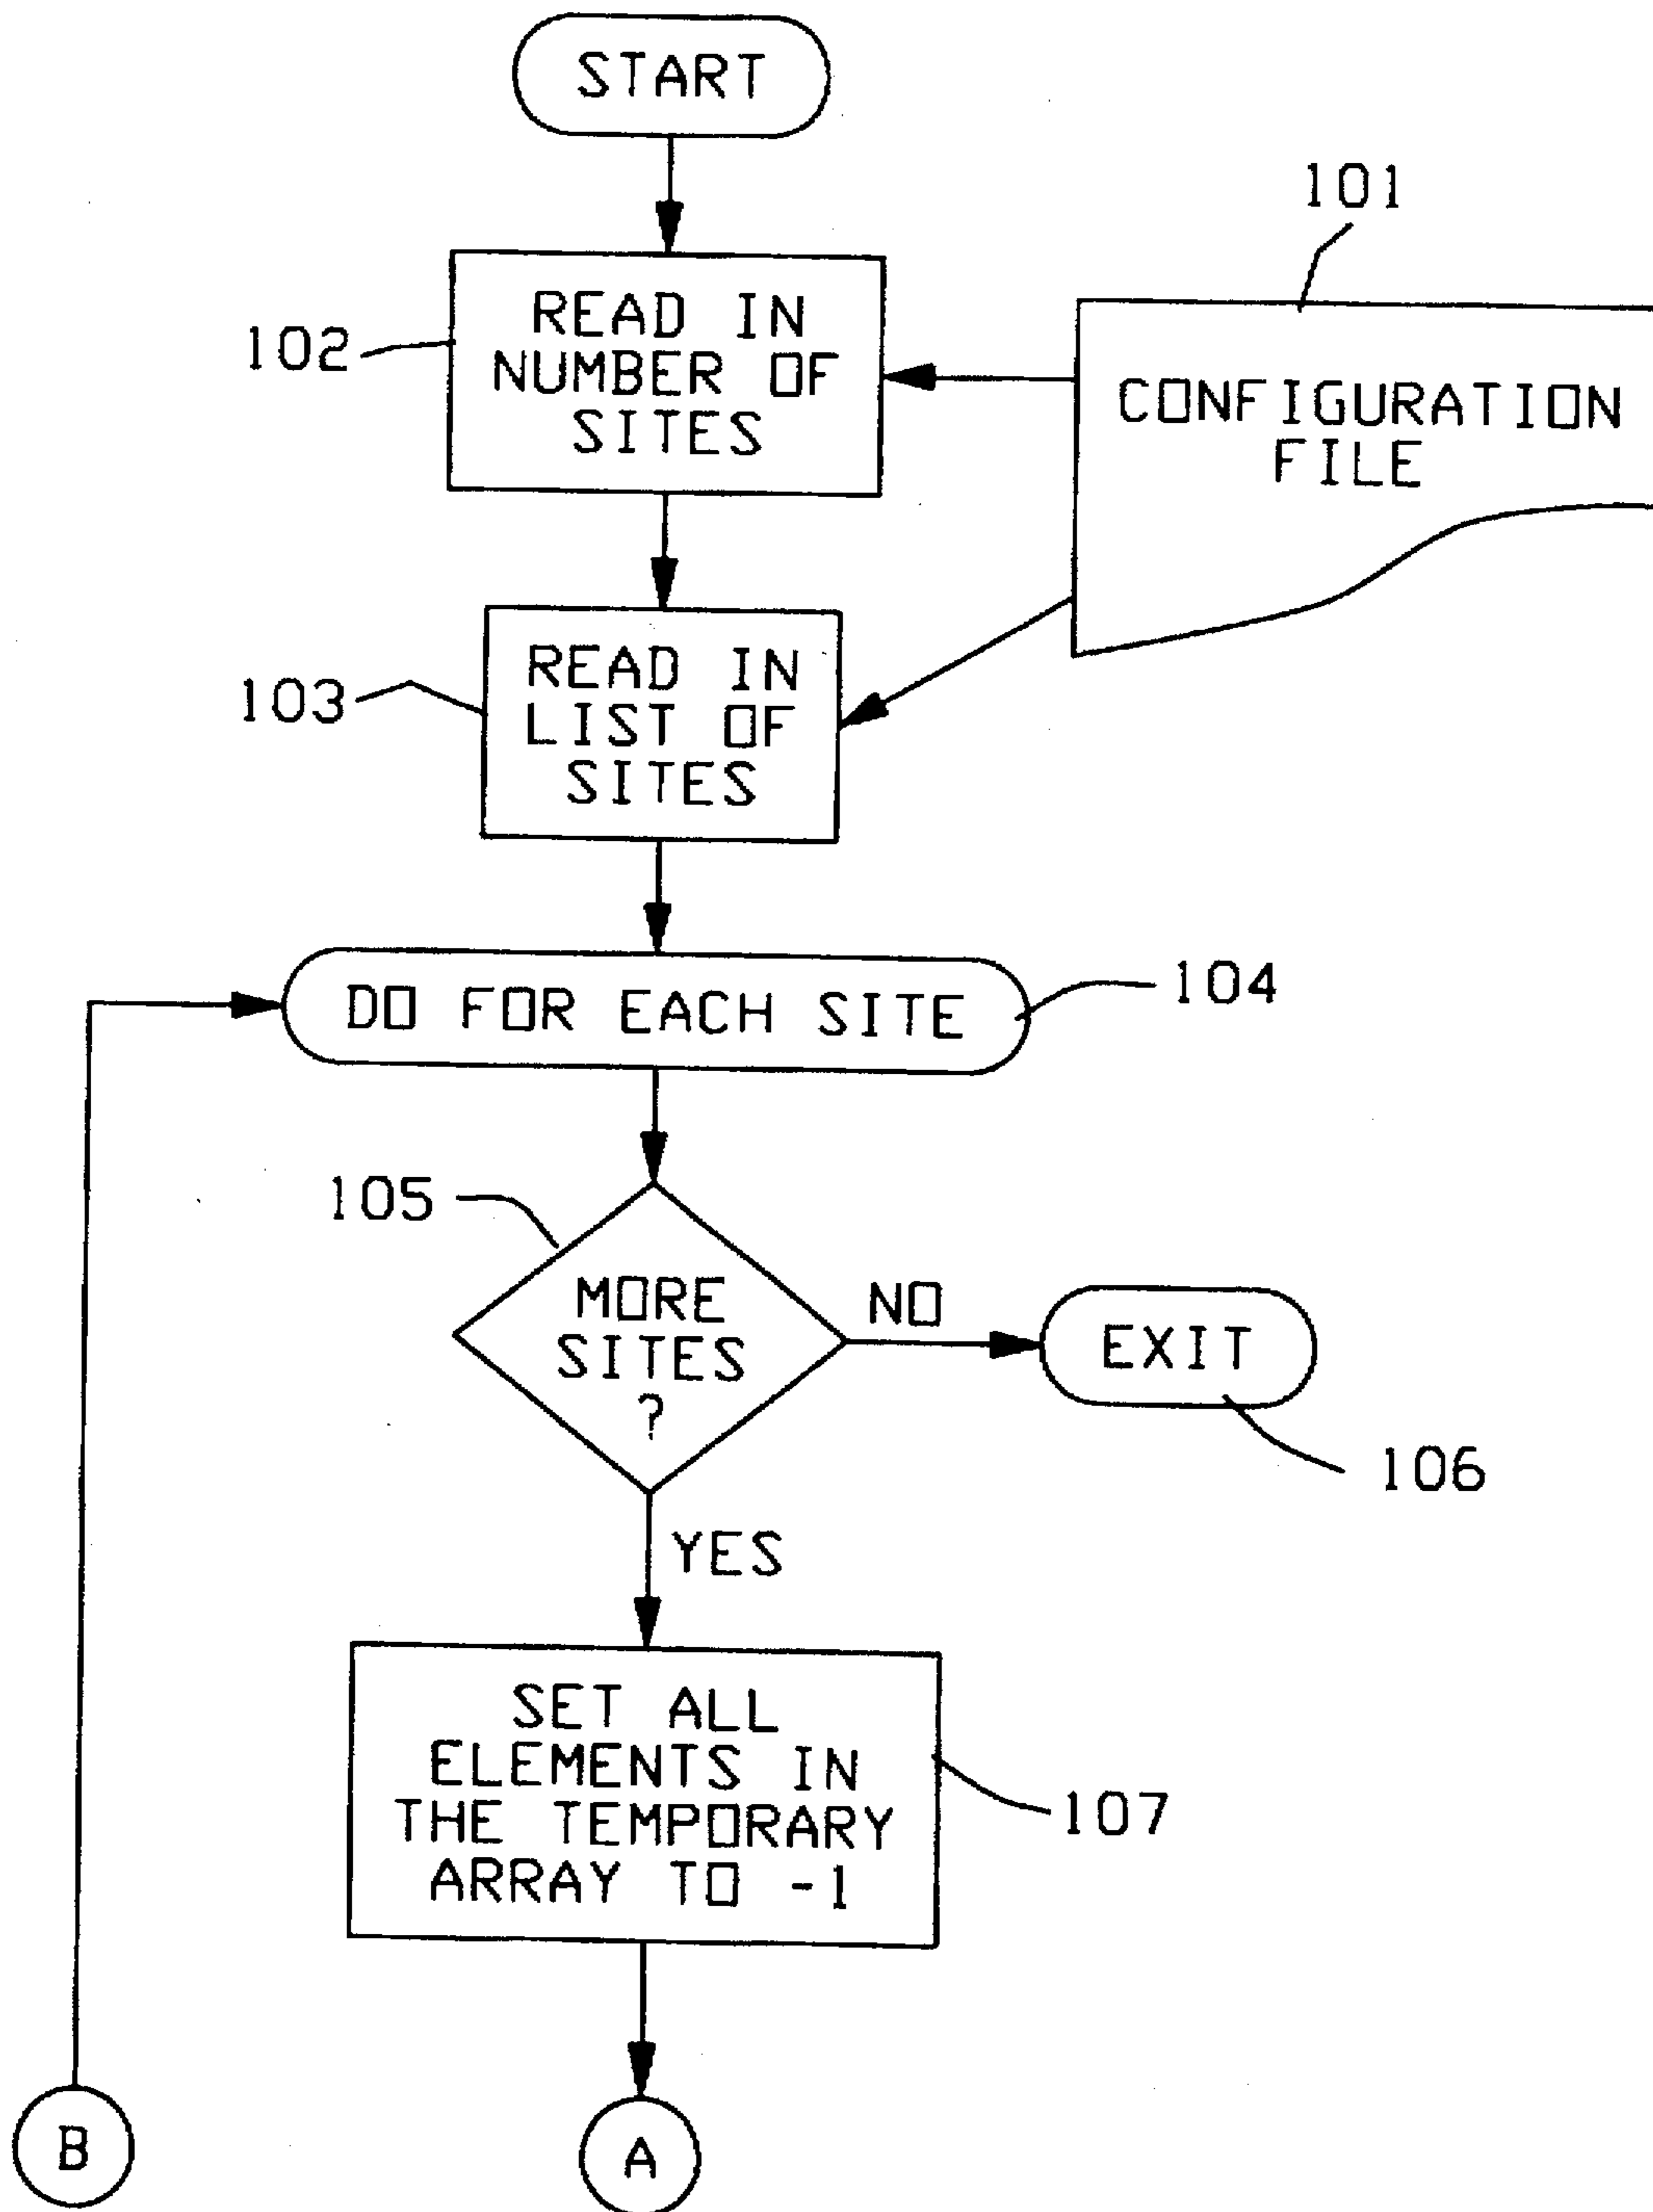 START
101
READ IN
NUMBER OF
SITES
102
CONFIGURATION
FILE
READ IN
LIST OF
SITES
103
DO FOR EACH SITE
104
105
MORE
SITES
?
NO
EXIT
106
YES
SET ALL
ELEMENTS IN
THE TEMPORARY
ARRAY TO -1
107
B
A